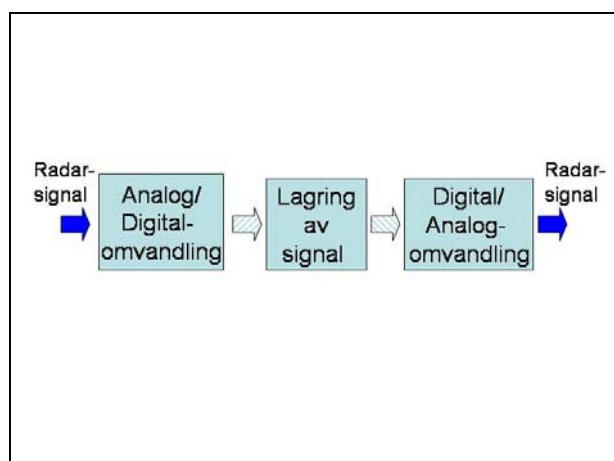 Radar-
signal
Analog/
Digital-
omvandling
Lagring
av
signal
Digital/
Analog-
omvandling
Radar-
signal